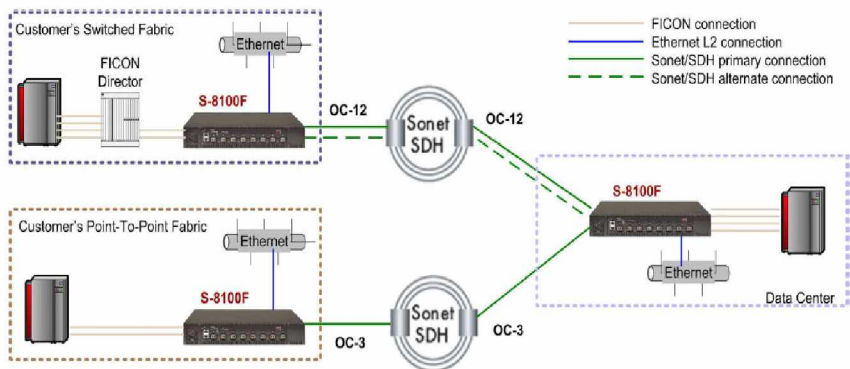 Customer's Switched Fabric
Ethernet
FICON
Director
S-8100F
OC-12
Sonet
SDH
OC-12
FICON connection
Ethernet L2 connection
Sonet/SDH primary connection
Sonet/SDH alternate connection
Customer's Point-To-Point Fabric
Ethernet
S-8100F
OC-3
Sonet
SDH
OC-3
S-8100F
Ethernet
Data Center